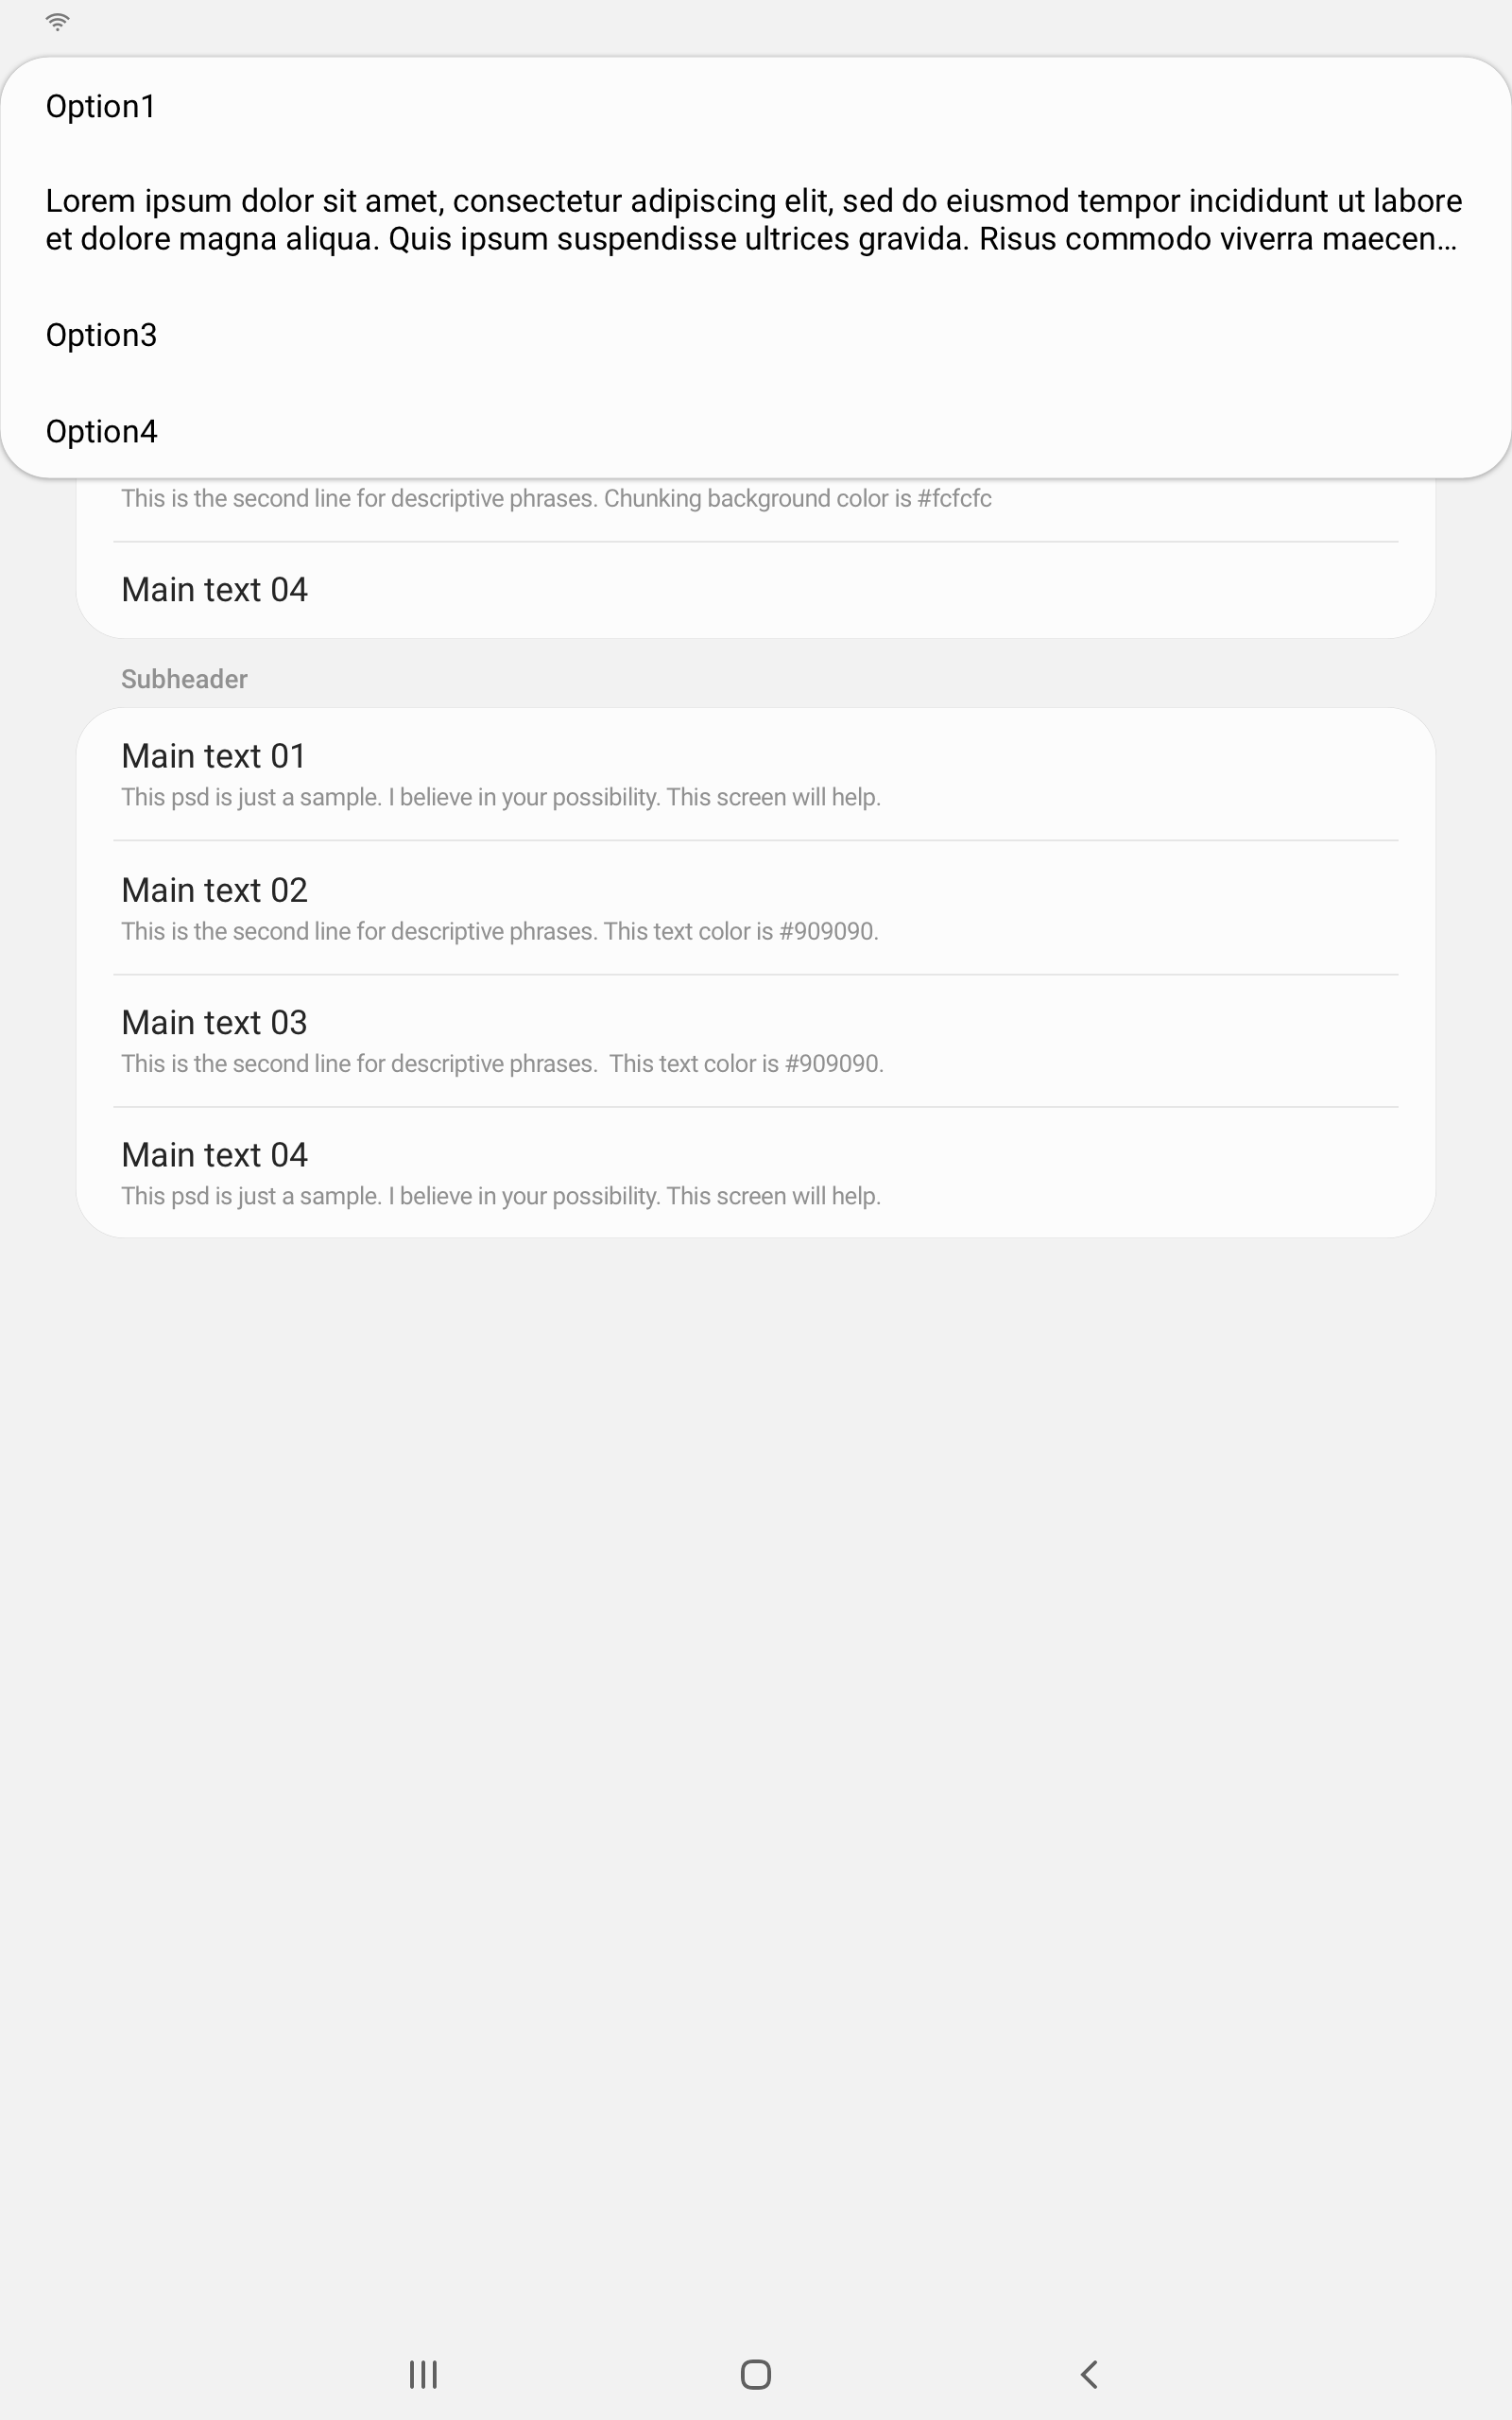 Option1
Lorem ipsum dolor sit amet, consectetur adipiscing elit, sed do eiusmod tempor incididunt ut labore
et dolore magna aliqua. Quis ipsum suspendisse ultrices gravida. Risus commodo viverra maecen...
Option3
Option4
This is the second line for descriptive phrases. Chunking background color is #fcfcfc
Main text 04
Subheader
Main text 01
This psd is just a sample. I believe in your possibility. This screen will help.
Main text 02
This is the second line for descriptive phrases. This text color is #909090.
Main text 03
This is the second line for descriptive phrases.  This text color is #909090.
Main text 04
This psd is just a sample. I believe in your possibility. This screen will help.